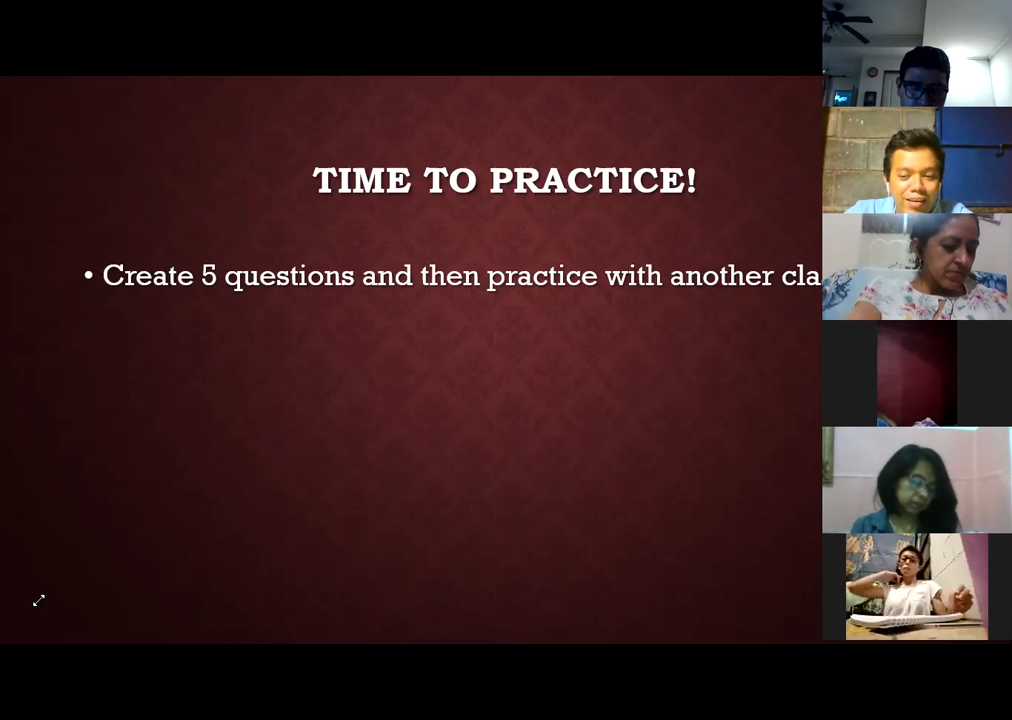 TIME TO PRACTICE!
• Create 5 questions and then practice with another cla